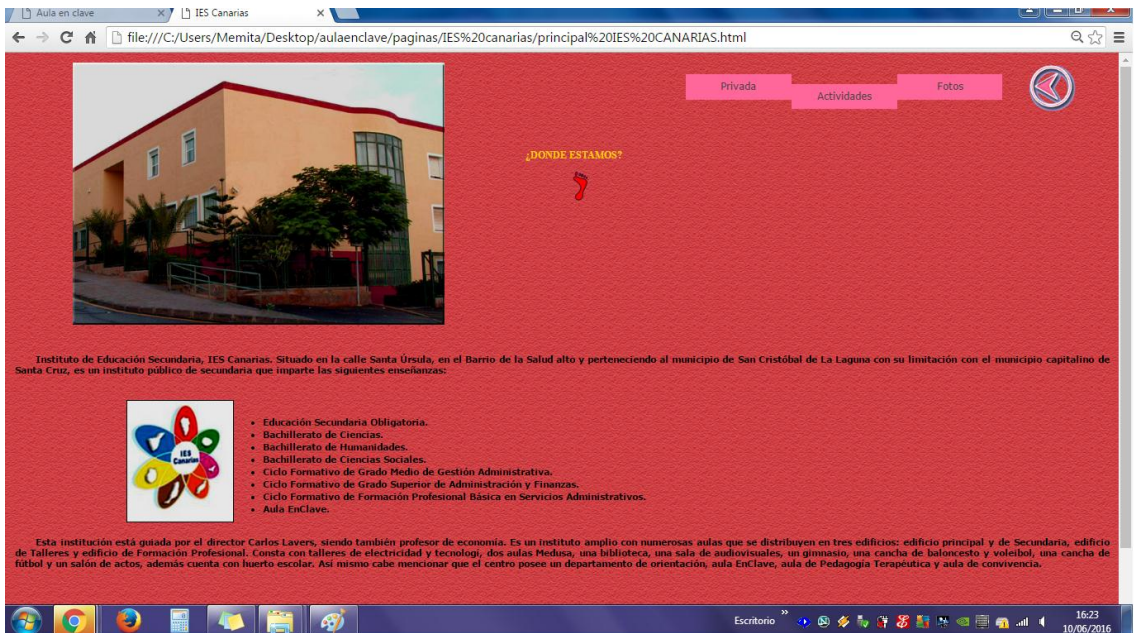 Aula en clave
IES Canarias
file:///C:/Users/Memita/Desktop/aulaenclave/paginas/IES%20canarias/principal%20IES%20CANARIAS.html
Privada
Actividades
Fotos
¿DONDE ESTAMOS?
Instituto de Educación Secundaria, IES Canarias. Situado en la calle Santa Úrsula, en el Barrio de la Salud alto y perteneciendo al municipio de San Cristóbal de La Laguna con su limitación con el municipio capitalino de
Santa Cruz, es un instituto público de secundaria que imparte las siguientes enseñanzas:
IES
Canarias
• Educación Secundaria Obligatoria.
• Bachillerato de Ciencias.
• Bachillerato de Humanidades.
• Bachillerato de Ciencias Sociales.
• Ciclo Formativo de Grado Medio de Gestión Administrativa.
• Ciclo Formativo de Grado Superior de Administración y Finanzas.
• Ciclo Formativo de Formación Profesional Básica en Servicios Administrativos.
• Aula EnClave.
Esta institución está guiada por el director Carlos Lavers, siendo también profesor de economía. Es un instituto amplio con numerosas aulas que se distribuyen en tres edificios: edificio principal y de Secundaria, edificio
de Talleres y edificio de Formación Profesional. Consta con talleres de electricidad y tecnologi, dos aulas Medusa, una biblioteca, una sala de audiovisuales, un gimnasio, una cancha de baloncesto y voleibol, una cancha de
fútbol y un salón de actos, además cuenta con huerto escolar. Así mismo cabe mencionar que el centro posee un departamento de orientación, aula EnClave, aula de Pedagogía Terapéutica y aula de convivencia.
Escritorio
16:23
10/06/2016